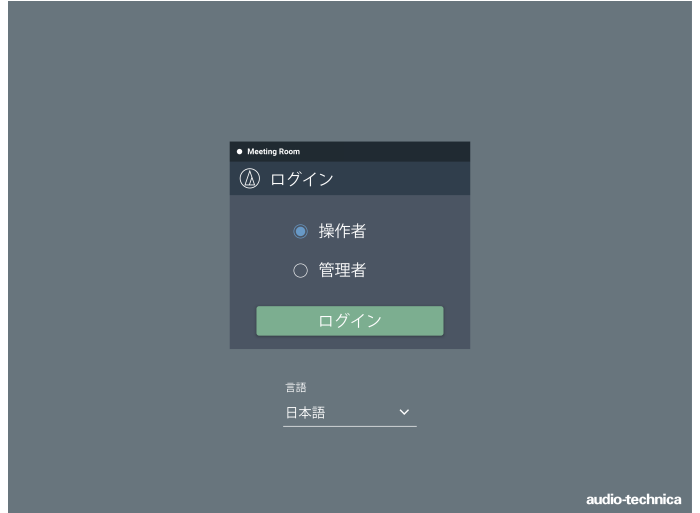 Meeting Room
ログイン
操作者
管理者
ログイン
言語
日本語
audio-technica